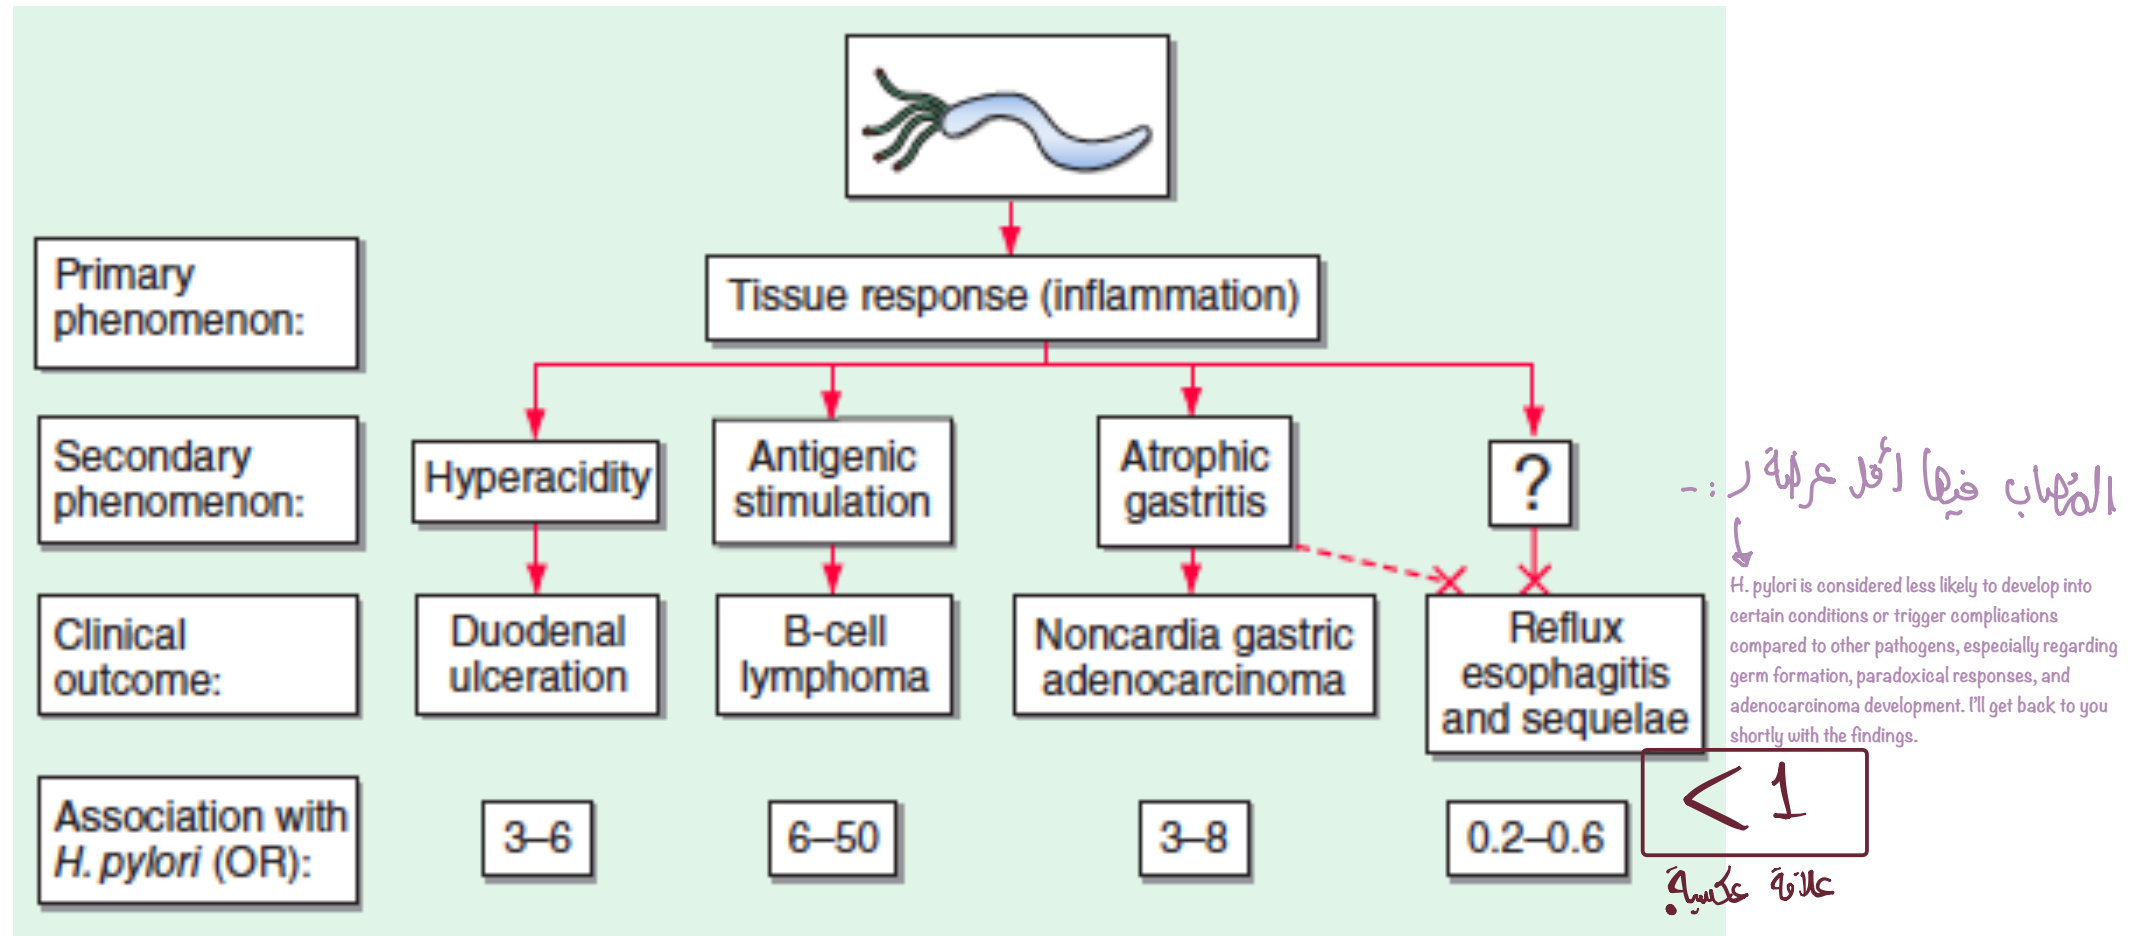 Primary
phenomenon:
Tissue response (inflammation)
Secondary
phenomenon:
Hyperacidity
Antigenic
stimulation
Atrophic
gastritis
?
المُصاب فيها أقل عرضة ل :-
Clinical
outcome:
Duodenal
ulceration
B-cell
lymphoma
Noncardia gastric
adenocarcinoma
Reflux
esophagitis
and sequelae
H. pylori is considered less likely to develop into
certain conditions or trigger complications
compared to other pathogens, especially regarding
germ formation, paradoxical responses, and
adenocarcinoma development. I'll get back to you
shortly with the findings.
Association with
H. pylori (OR):
3–6
6–50
3–8
0.2–0.6
< 1
علاقة عكسية